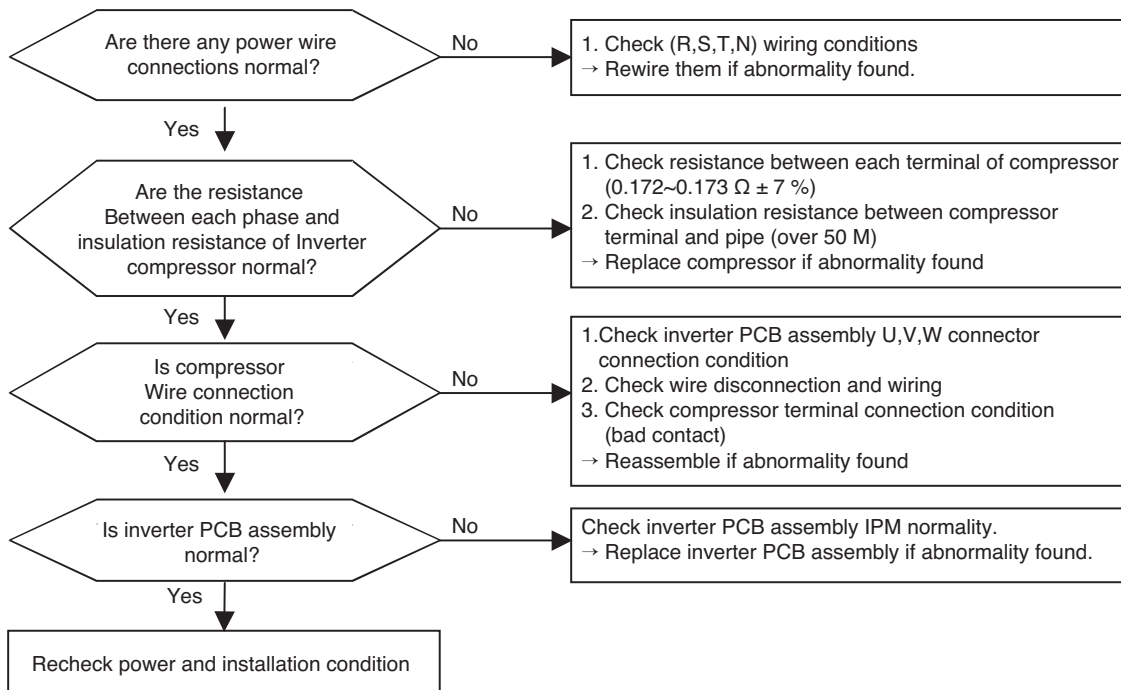 Are there any power wire
connections normal?
No
1. Check (R,S,T,N) wiring conditions
→ Rewire them if abnormality found.
Yes
Are the resistance
Between each phase and
insulation resistance of Inverter
compressor normal?
No
1. Check resistance between each terminal of compressor
(0.172~0.173 Ω ± 7 %)
2. Check insulation resistance between compressor
terminal and pipe (over 50 M)
→ Replace compressor if abnormality found
Yes
Is compressor
Wire connection
condition normal?
No
1.Check inverter PCB assembly U,V,W connector
connection condition
2. Check wire disconnection and wiring
3. Check compressor terminal connection condition
(bad contact)
→ Reassemble if abnormality found
Yes
Is inverter PCB assembly
normal?
No
Check inverter PCB assembly IPM normality.
→ Replace inverter PCB assembly if abnormality found.
Yes
Recheck power and installation condition